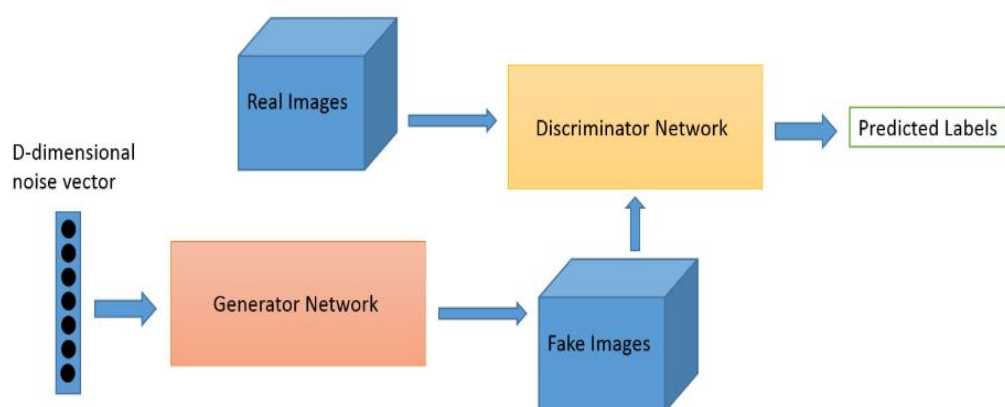 Real Images
Discriminator Network
Predicted Labels
D-dimensional
noise vector
Generator Network
Fake Images